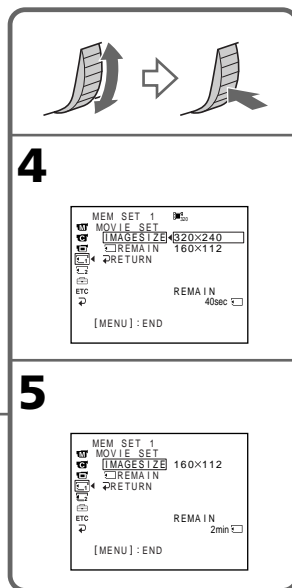 4
MEM SET 1 320
MOVIE SET
IMAGESIZE 320×240
REMAIN 160×112
RETURN
ETC
REMAIN
40sec
[MENU]:END
5
MEM SET 1
MOVIE SET
IMAGESIZE 160×112
REMAIN
RETURN
ETC
REMAIN
2min
[MENU]:END